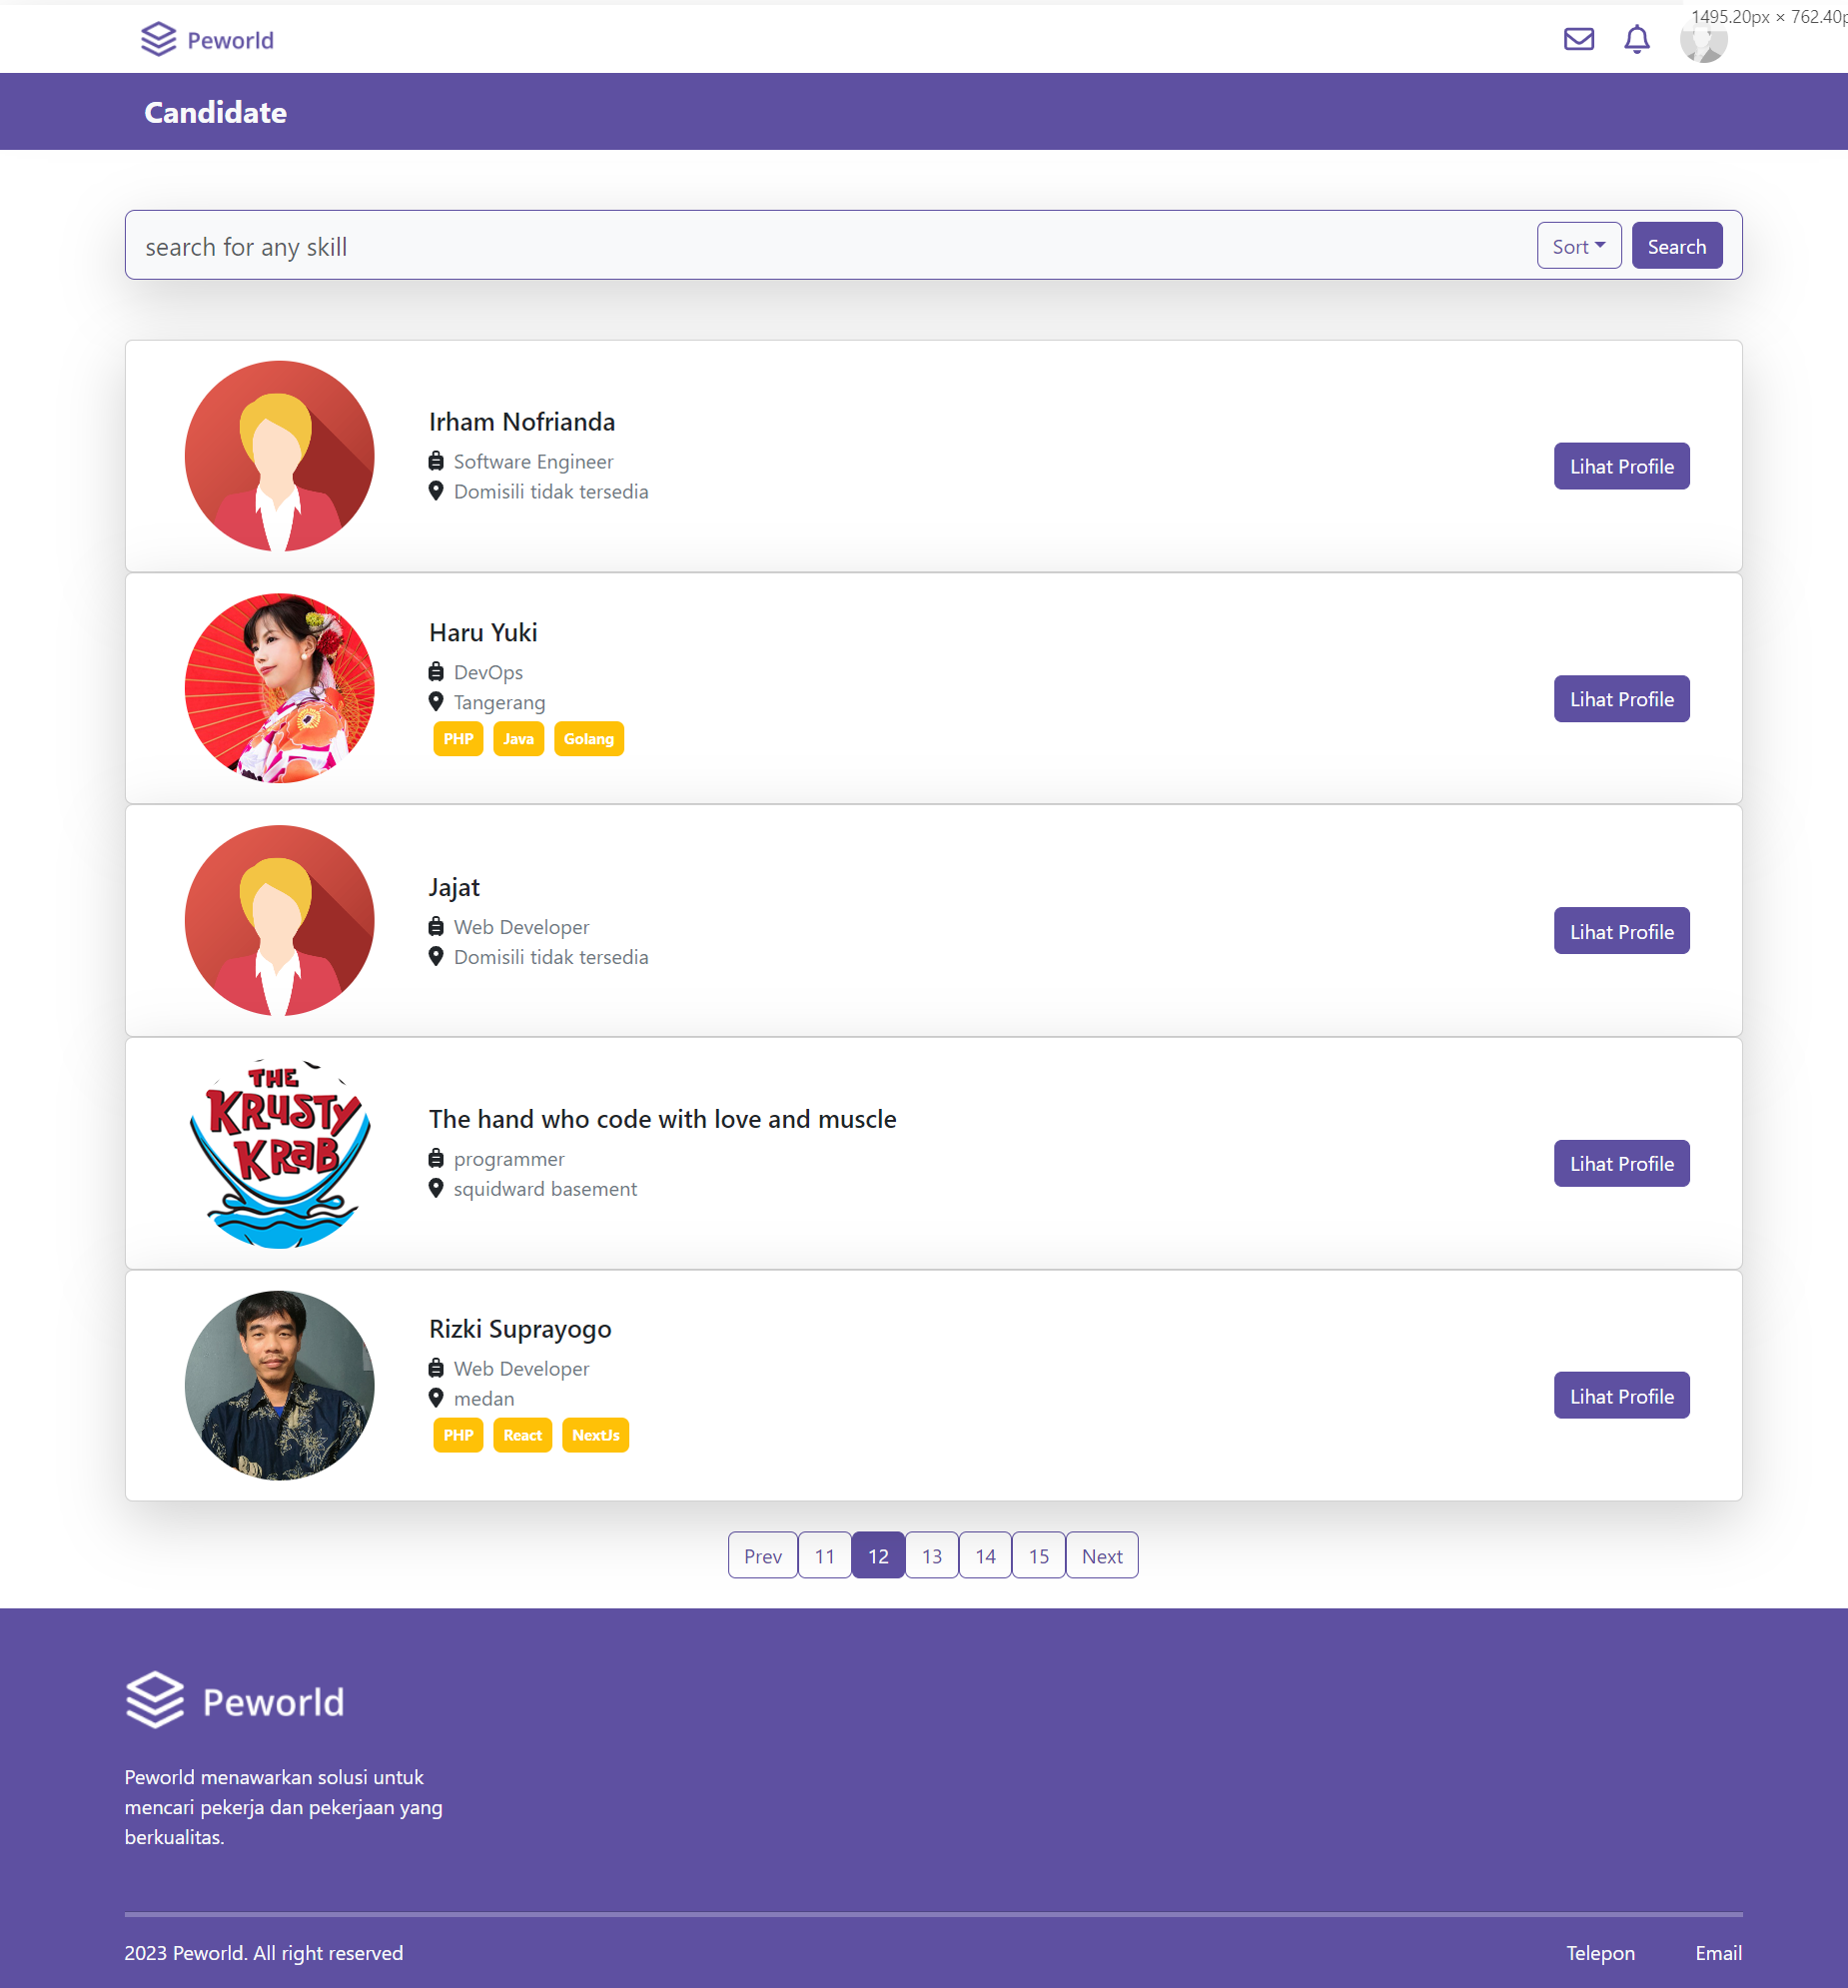 1495.20px × 762.40p
Peworld
Candidate
search for any skill
Sort
Search
Irham Nofrianda
Software Engineer
Domisili tidak tersedia
Lihat Profile
Haru Yuki
DevOps
Tangerang
PHP Java Golang
Lihat Profile
Jajat
Web Developer
Domisili tidak tersedia
Lihat Profile
THE
KRUSTY
KRAB
The hand who code with love and muscle
programmer
squidward basement
Lihat Profile
Rizki Suprayogo
Web Developer
medan
PHP React NextJs
Lihat Profile
Prev 11 12 13 14 15 Next
Peworld
Peworld menawarkan solusi untuk
mencari pekerja dan pekerjaan yang
berkualitas.
2023 Peworld. All right reserved
Telepon Email